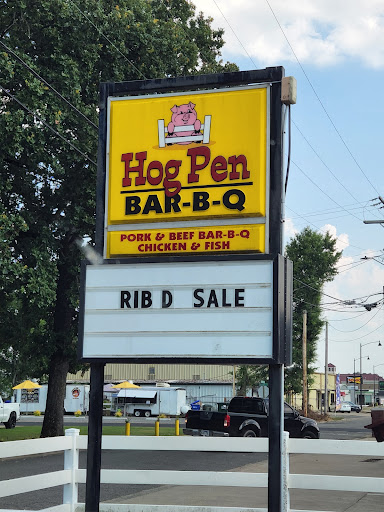 Hog Pen
BAR-B-Q
PORK & BEEF BAR-B-Q
CHICKEN & FISH
RIB D SALE